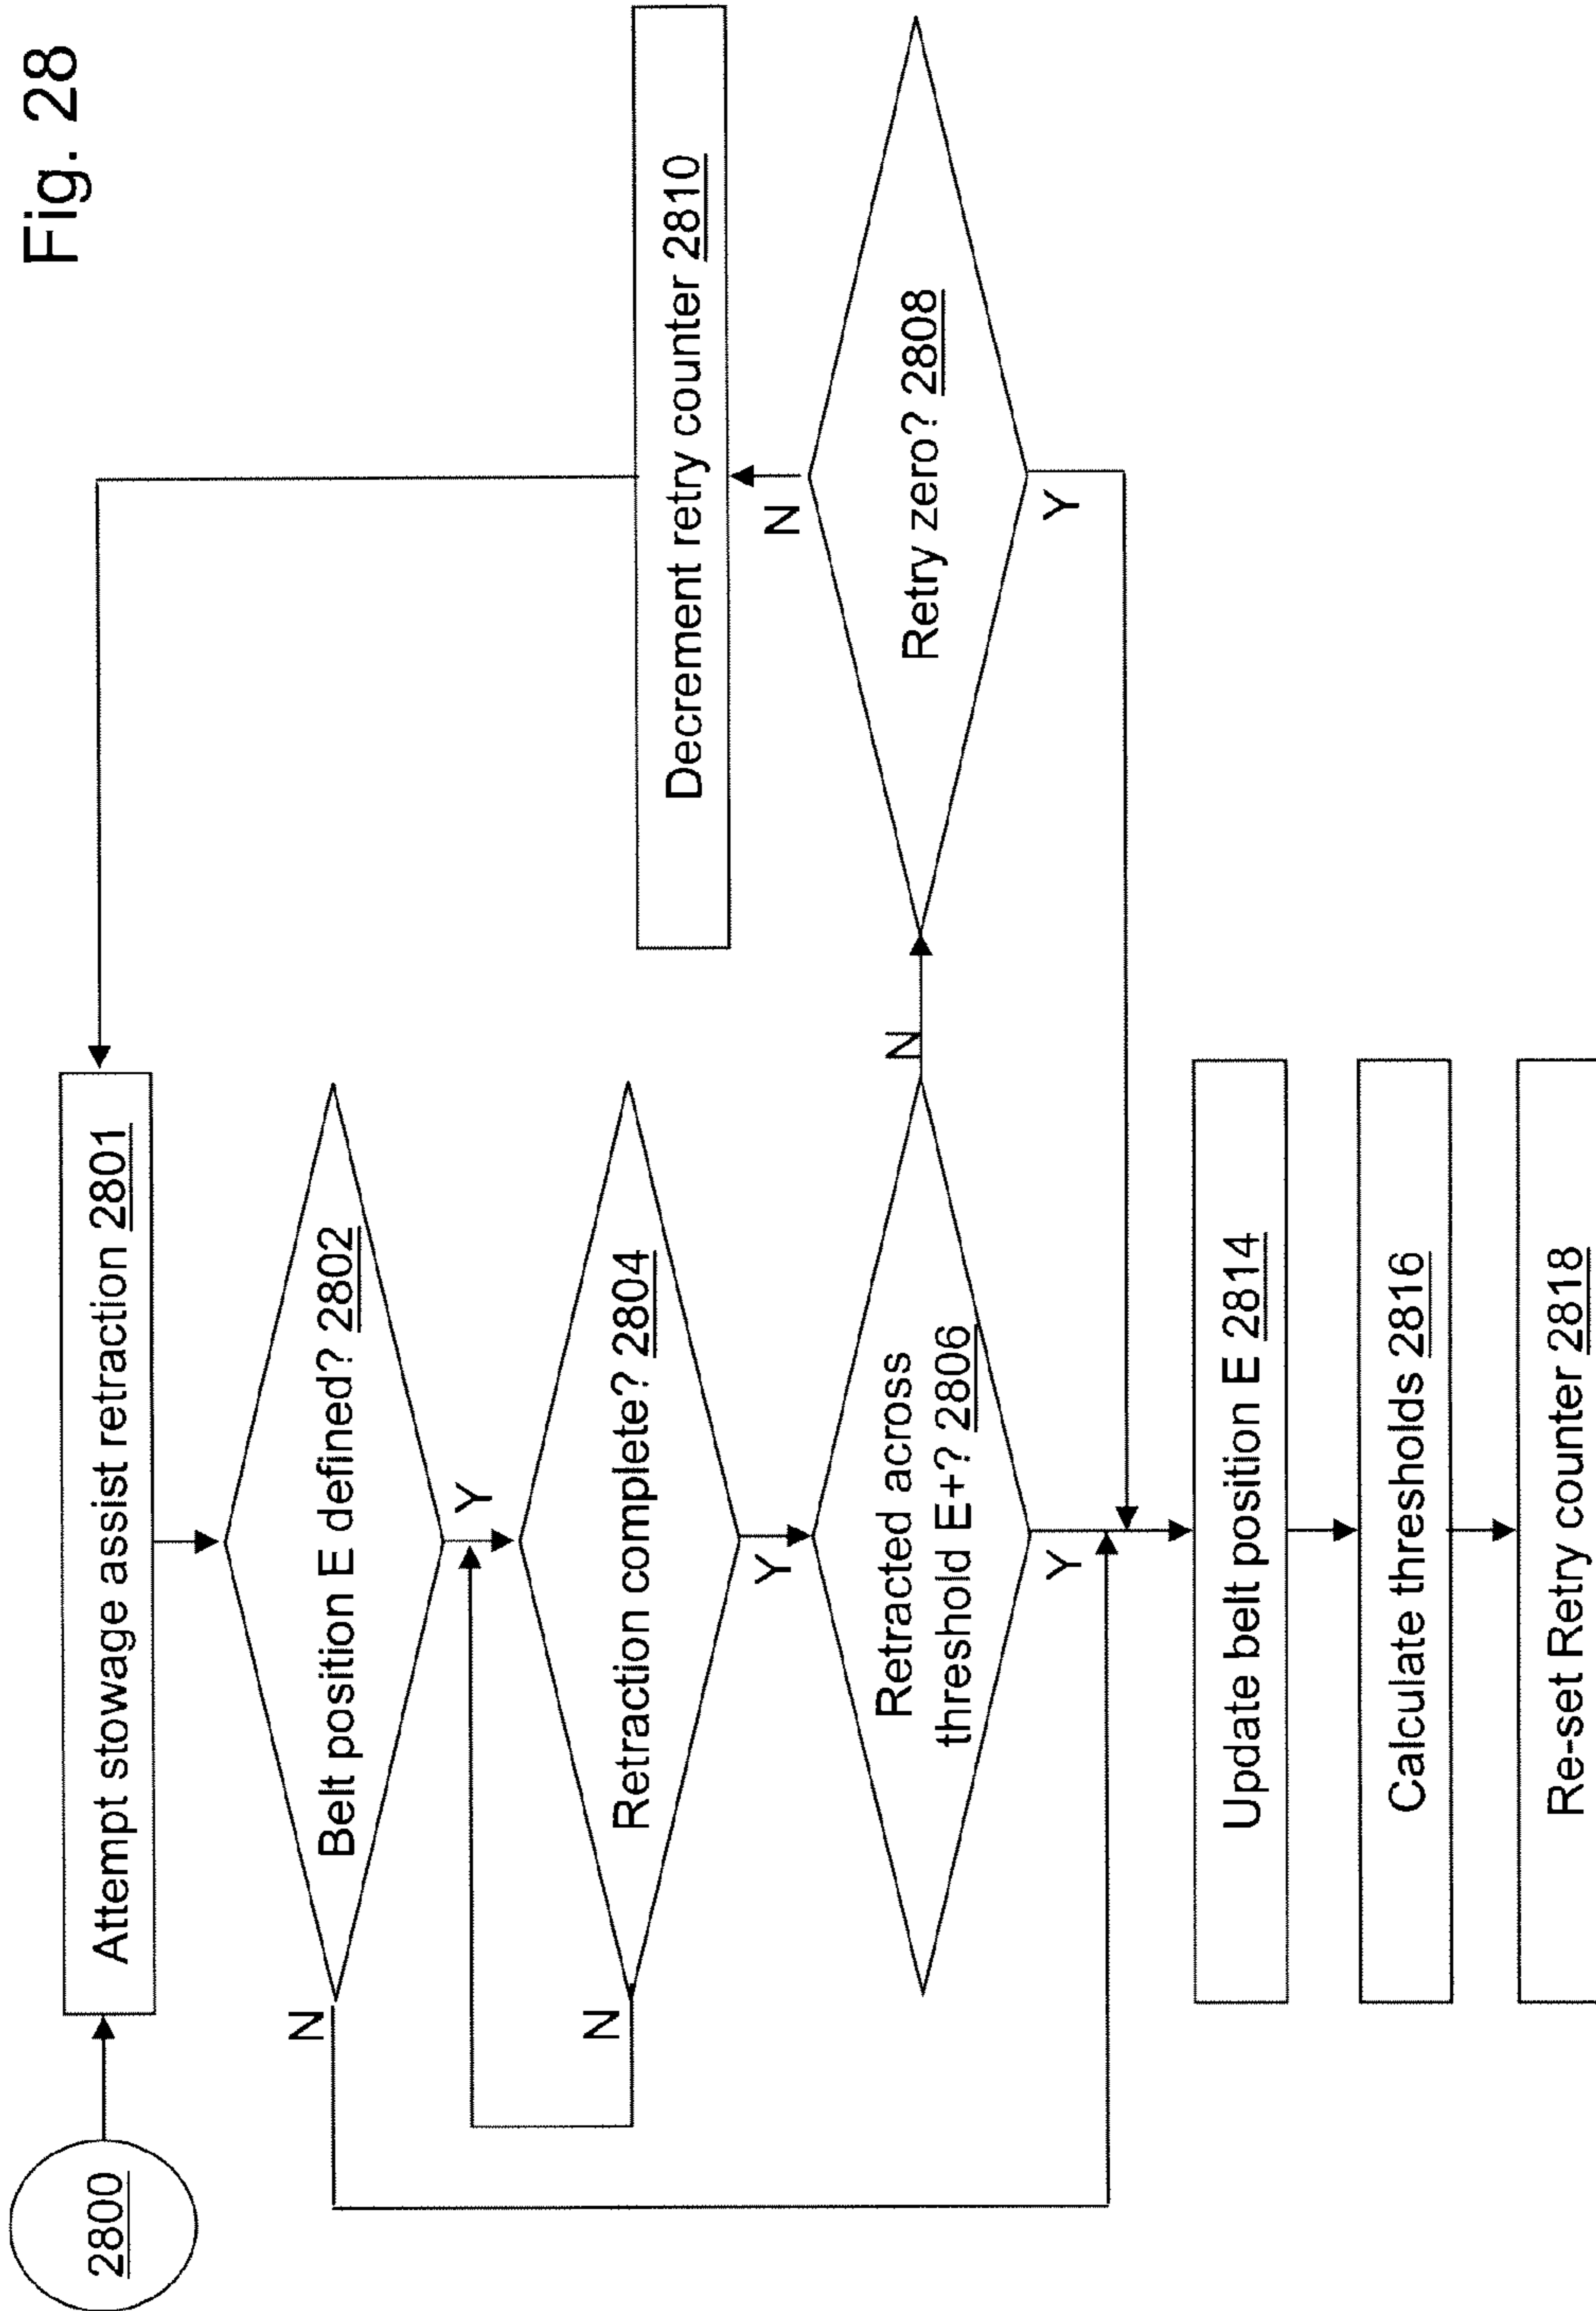 Fig. 28
2800
Attempt stowage assist retraction 2801
Belt position E defined? 2802
N
Y
Retraction complete? 2804
N
Y
Retracted across
threshold E+? 2806
N
Y
Retry zero? 2808
N
Y
Decrement retry counter 2810
Update belt position E 2814
Calculate thresholds 2816
Re-set Retry counter 2818